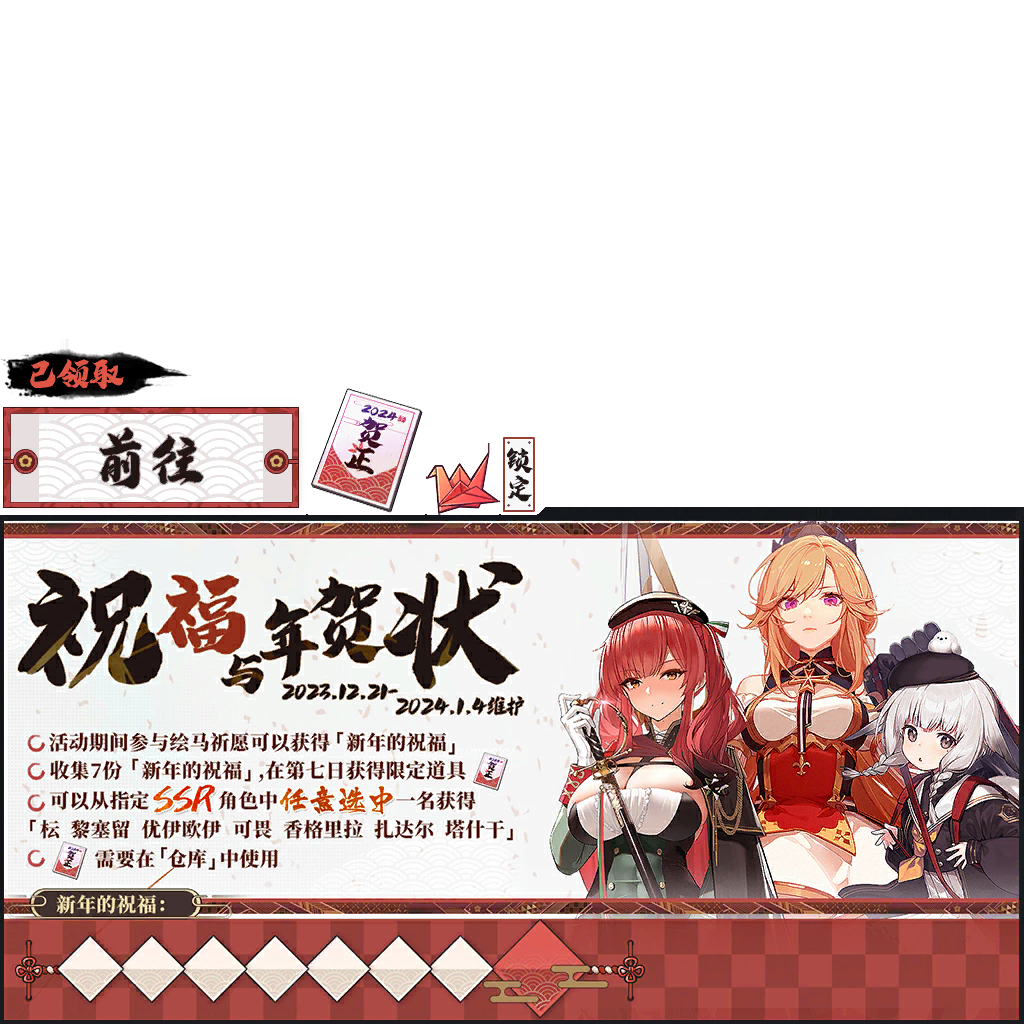 已领取
前往
2024
贺正
锁定
祝福与年贺状
2023.12.21-
2024.1.4维护
活动期间参与绘马祈愿可以获得「新年的祝福」
收集7份「新年的祝福」,在第七日获得限定道具
贺正
可以从指定SSR角色中任意选中一名获得
「枟 黎塞留 优伊欧伊 可畏 香格里拉 扎达尔 塔什干」
贺正
需要在「仓库」中使用
新年的祝福：